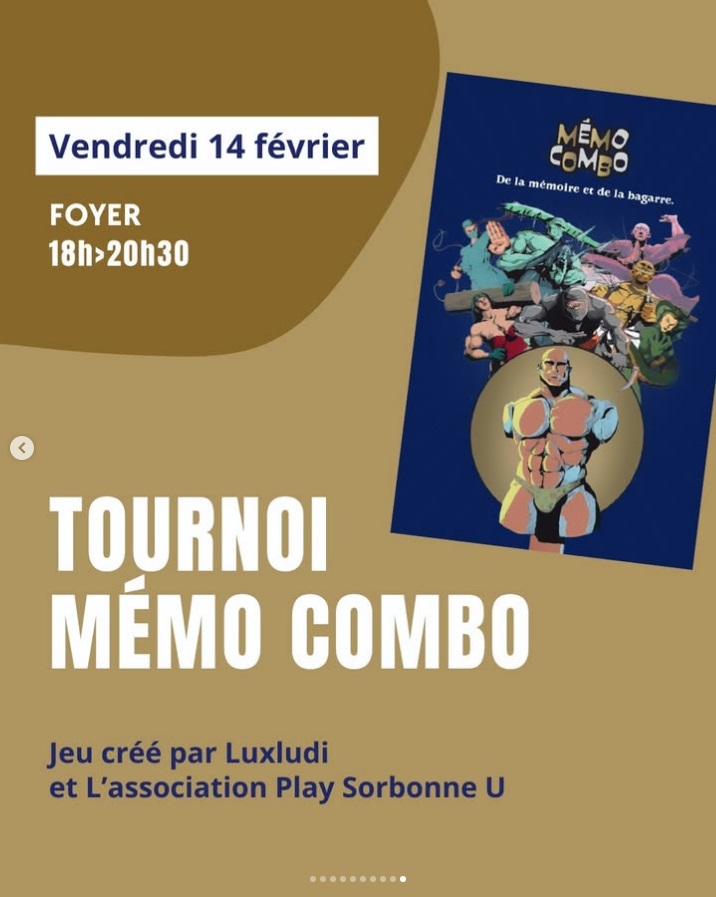 Vendredi 14 février
FOYER
18h>20h30
MÉMO
COMBO
De la mémoire et de la bagarre.
TOURNOI
MÉMO COMBO
Jeu créé par Luxludi
et L’association Play Sorbonne U